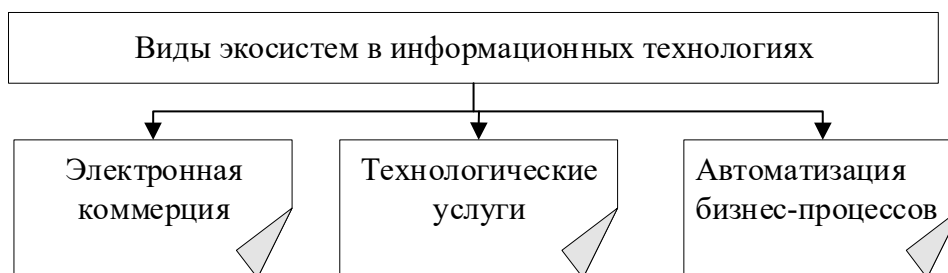 Виды экосистем в информационных технологиях
Электронная
коммерция
Технологические
услуги
Автоматизация
бизнес-процессов